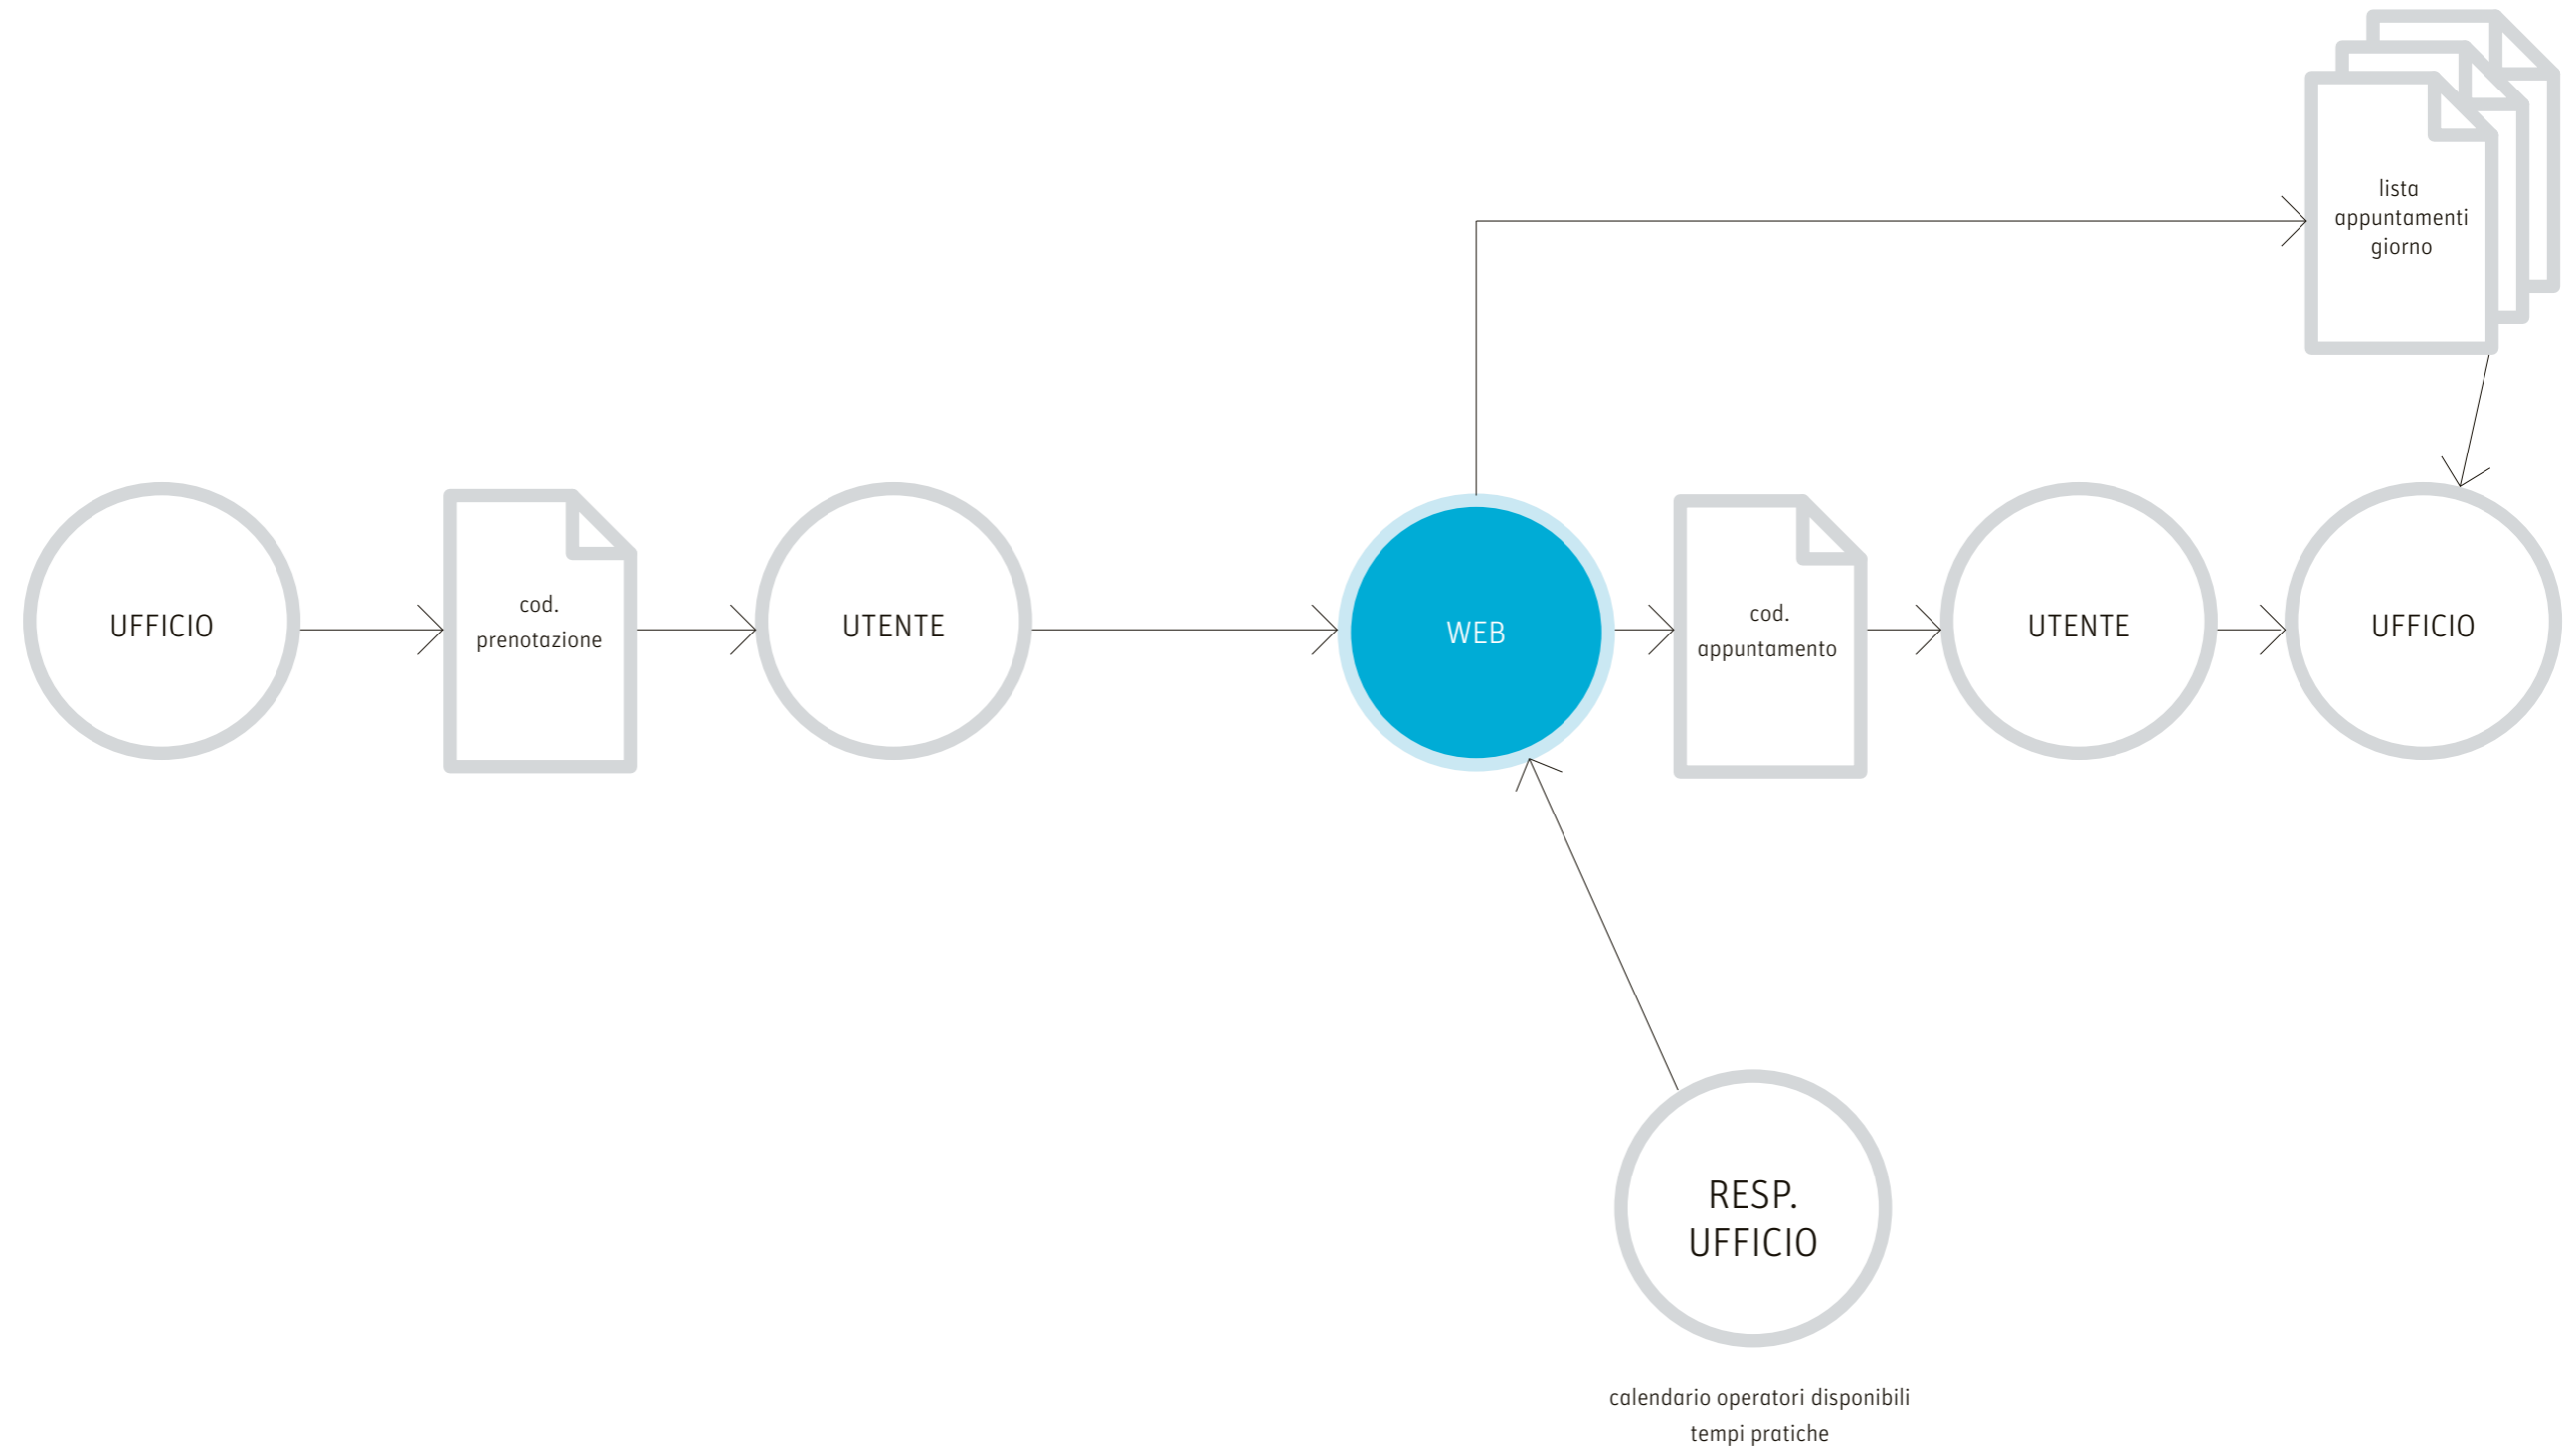 lista
appuntamenti
giorno
UFFICIO
cod.
prenotazione
UTENTE
WEB
cod.
appuntamento
UTENTE
UFFICIO
RESP.
UFFICIO
calendario operatori disponibili
tempi pratiche